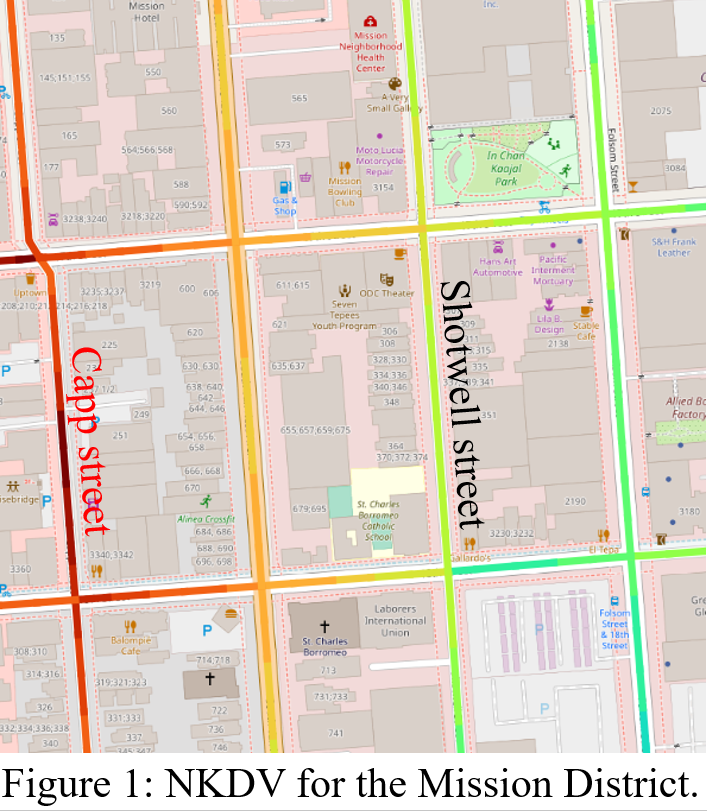 Mission
Hotel
Inc.
135
145,151,155
550
560
165
564;566,568
177
588
590;592
3238;3240
3218;3220
Mission
Neighborhood
Health
Center
A Very
Small Gallery
565
573
Moto Lucia
Motorcycle
Repair
Mission
Bowling
Club
3154
Gas &
Shop
In Chan
Kaajal
Park
Folsom Street
2075
3084
S&H Frank
Leather
Uptown
208;210;212;214;216;218
3235;3237
3219
600
606
620
225
630, 630
638, 640
642
644, 646
249
251
654, 656
658
666, 668
670
Alinea Crossfit
684, 686
688, 690
696, 698
3340,3342
3360
Capp street
611 615
621
Seven
Tepees
Youth Program
ODC Theater
306
308
328;330
334;336
340,346
348
635;637
655,657,659;675
364
370;372;374
679;695
St. Charles
Borromeo
Catholic
School
Hans Art
Automotive
Pacific
Interment
Mortuary
Lila B.
Design
Stable
Cafe
2138
309
311
315
335
351
2190
3230;3232
El Tepa
Shotwell street
Allied Bo
Factory
3180
P
P
P
P
P
P
308;310
314;316
332;334;336;338
340
Balompie
Cafe
319;321;323
331;333
337
345;347
714;718
722
736
746
St. Charles
Borromeo
Laborers
International
Union
713
731;733
741
Folsom
Street
& 18th
Street
Figure 1: NKDV for the Mission District.